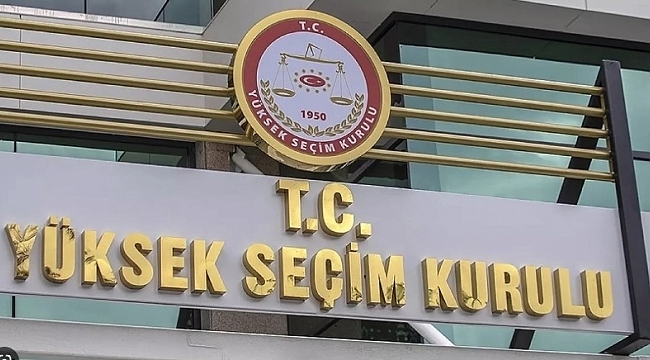 T.C.
1950
YÜKSEK SEÇİM KURULU
T.C.
YÜKSEK SEÇİM KURULU